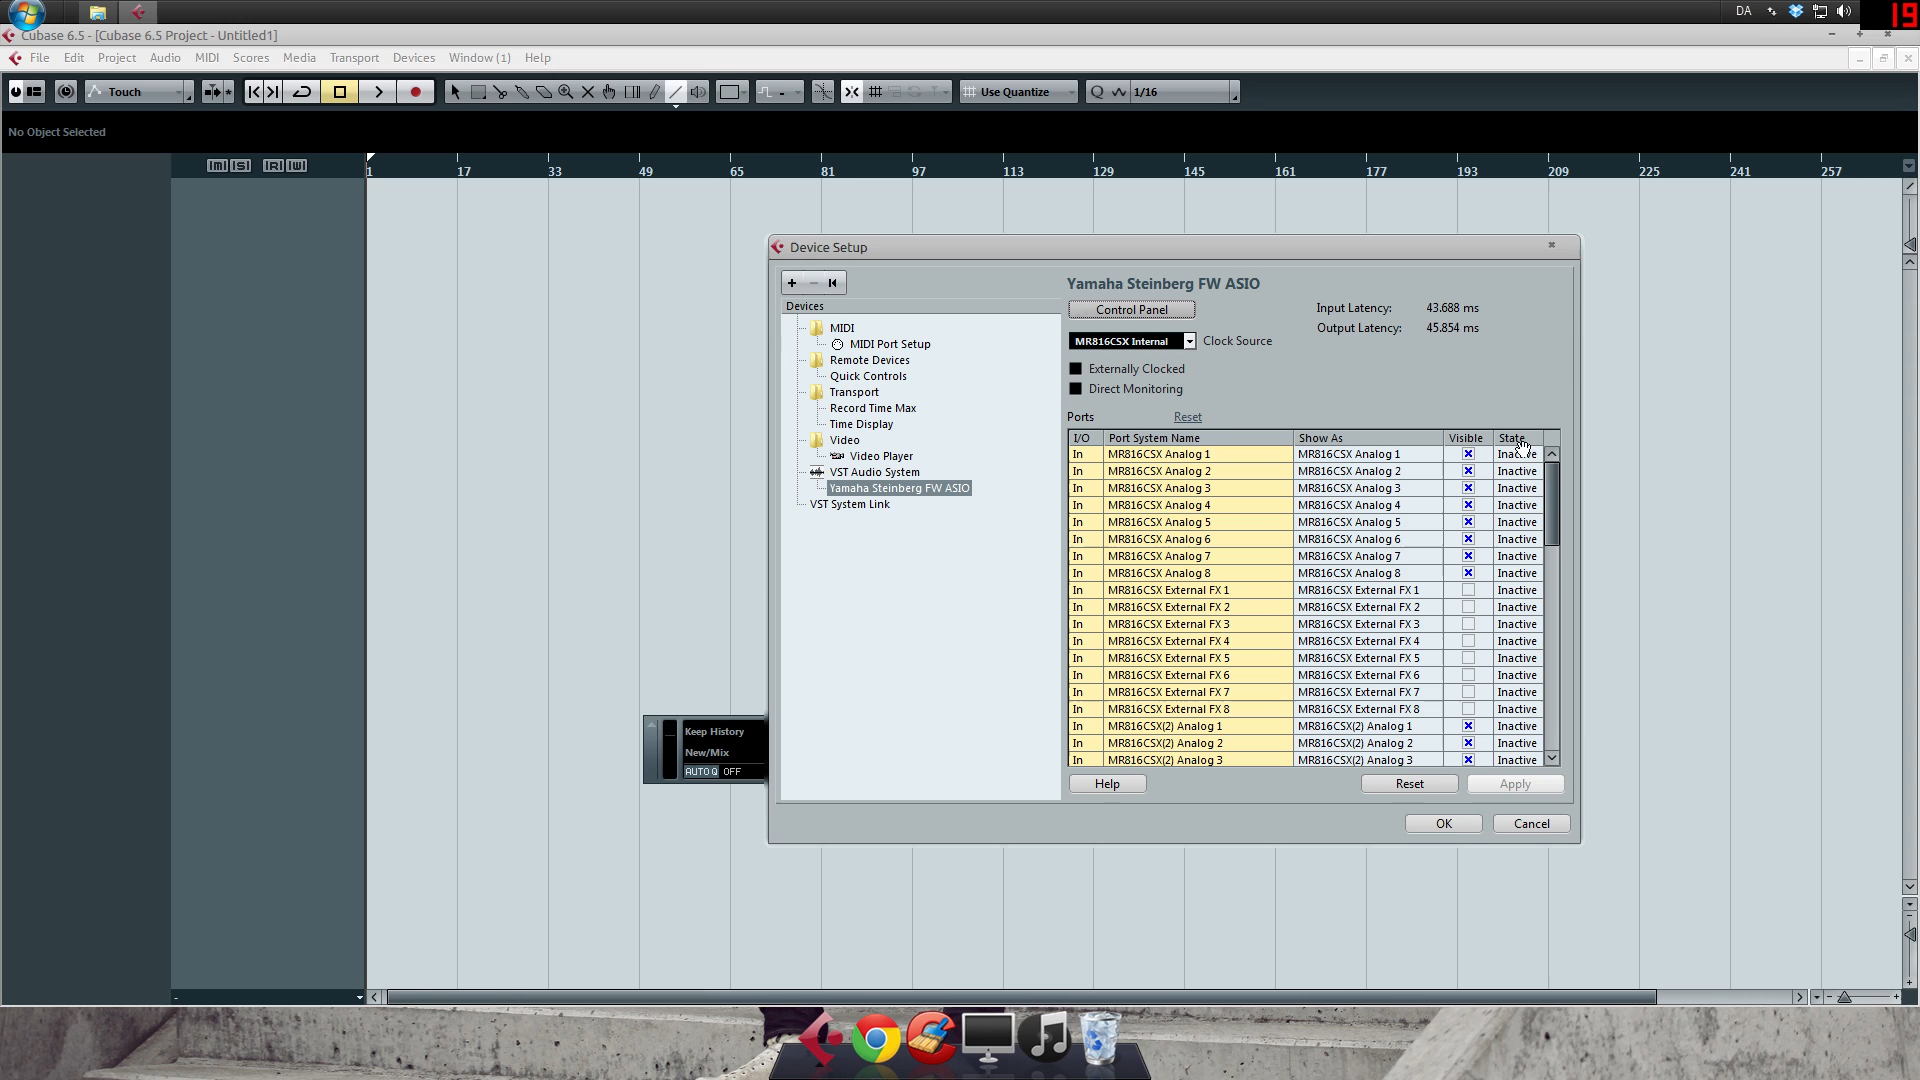 DA
19
Cubase 6.5 - [Cubase 6.5 Project - Untitled1]
File Edit Project Audio MIDI Scores Media Transport Devices Window (1) Help
Touch
Use Quantize
Q 1/16
No Object Selected
M S R W
1 17 33 49 65 81 97 113 129 145 161 177 193 209 225 241 257
Device Setup
Devices
MIDI
MIDI Port Setup
Remote Devices
Quick Controls
Transport
Record Time Max
Time Display
Video
Video Player
VST Audio System
Yamaha Steinberg FW ASIO
VST System Link
Yamaha Steinberg FW ASIO
Control Panel
Input Latency: 43.688 ms
Output Latency: 45.854 ms
MR816CSX Internal Clock Source
Externally Clocked
Direct Monitoring
Ports Reset
I/O Port System Name Show As Visible State
In MR816CSX Analog 1 MR816CSX Analog 1 Inactive
In MR816CSX Analog 2 MR816CSX Analog 2 Inactive
In MR816CSX Analog 3 MR816CSX Analog 3 Inactive
In MR816CSX Analog 4 MR816CSX Analog 4 Inactive
In MR816CSX Analog 5 MR816CSX Analog 5 Inactive
In MR816CSX Analog 6 MR816CSX Analog 6 Inactive
In MR816CSX Analog 7 MR816CSX Analog 7 Inactive
In MR816CSX Analog 8 MR816CSX Analog 8 Inactive
In MR816CSX External FX 1 MR816CSX External FX 1 Inactive
In MR816CSX External FX 2 MR816CSX External FX 2 Inactive
In MR816CSX External FX 3 MR816CSX External FX 3 Inactive
In MR816CSX External FX 4 MR816CSX External FX 4 Inactive
In MR816CSX External FX 5 MR816CSX External FX 5 Inactive
In MR816CSX External FX 6 MR816CSX External FX 6 Inactive
In MR816CSX External FX 7 MR816CSX External FX 7 Inactive
In MR816CSX External FX 8 MR816CSX External FX 8 Inactive
In MR816CSX(2) Analog 1 MR816CSX(2) Analog 1 Inactive
In MR816CSX(2) Analog 2 MR816CSX(2) Analog 2 Inactive
In MR816CSX(2) Analog 3 MR816CSX(2) Analog 3 Inactive
Help Reset Apply
OK Cancel
Keep History
New/Mix
AUTO Q OFF